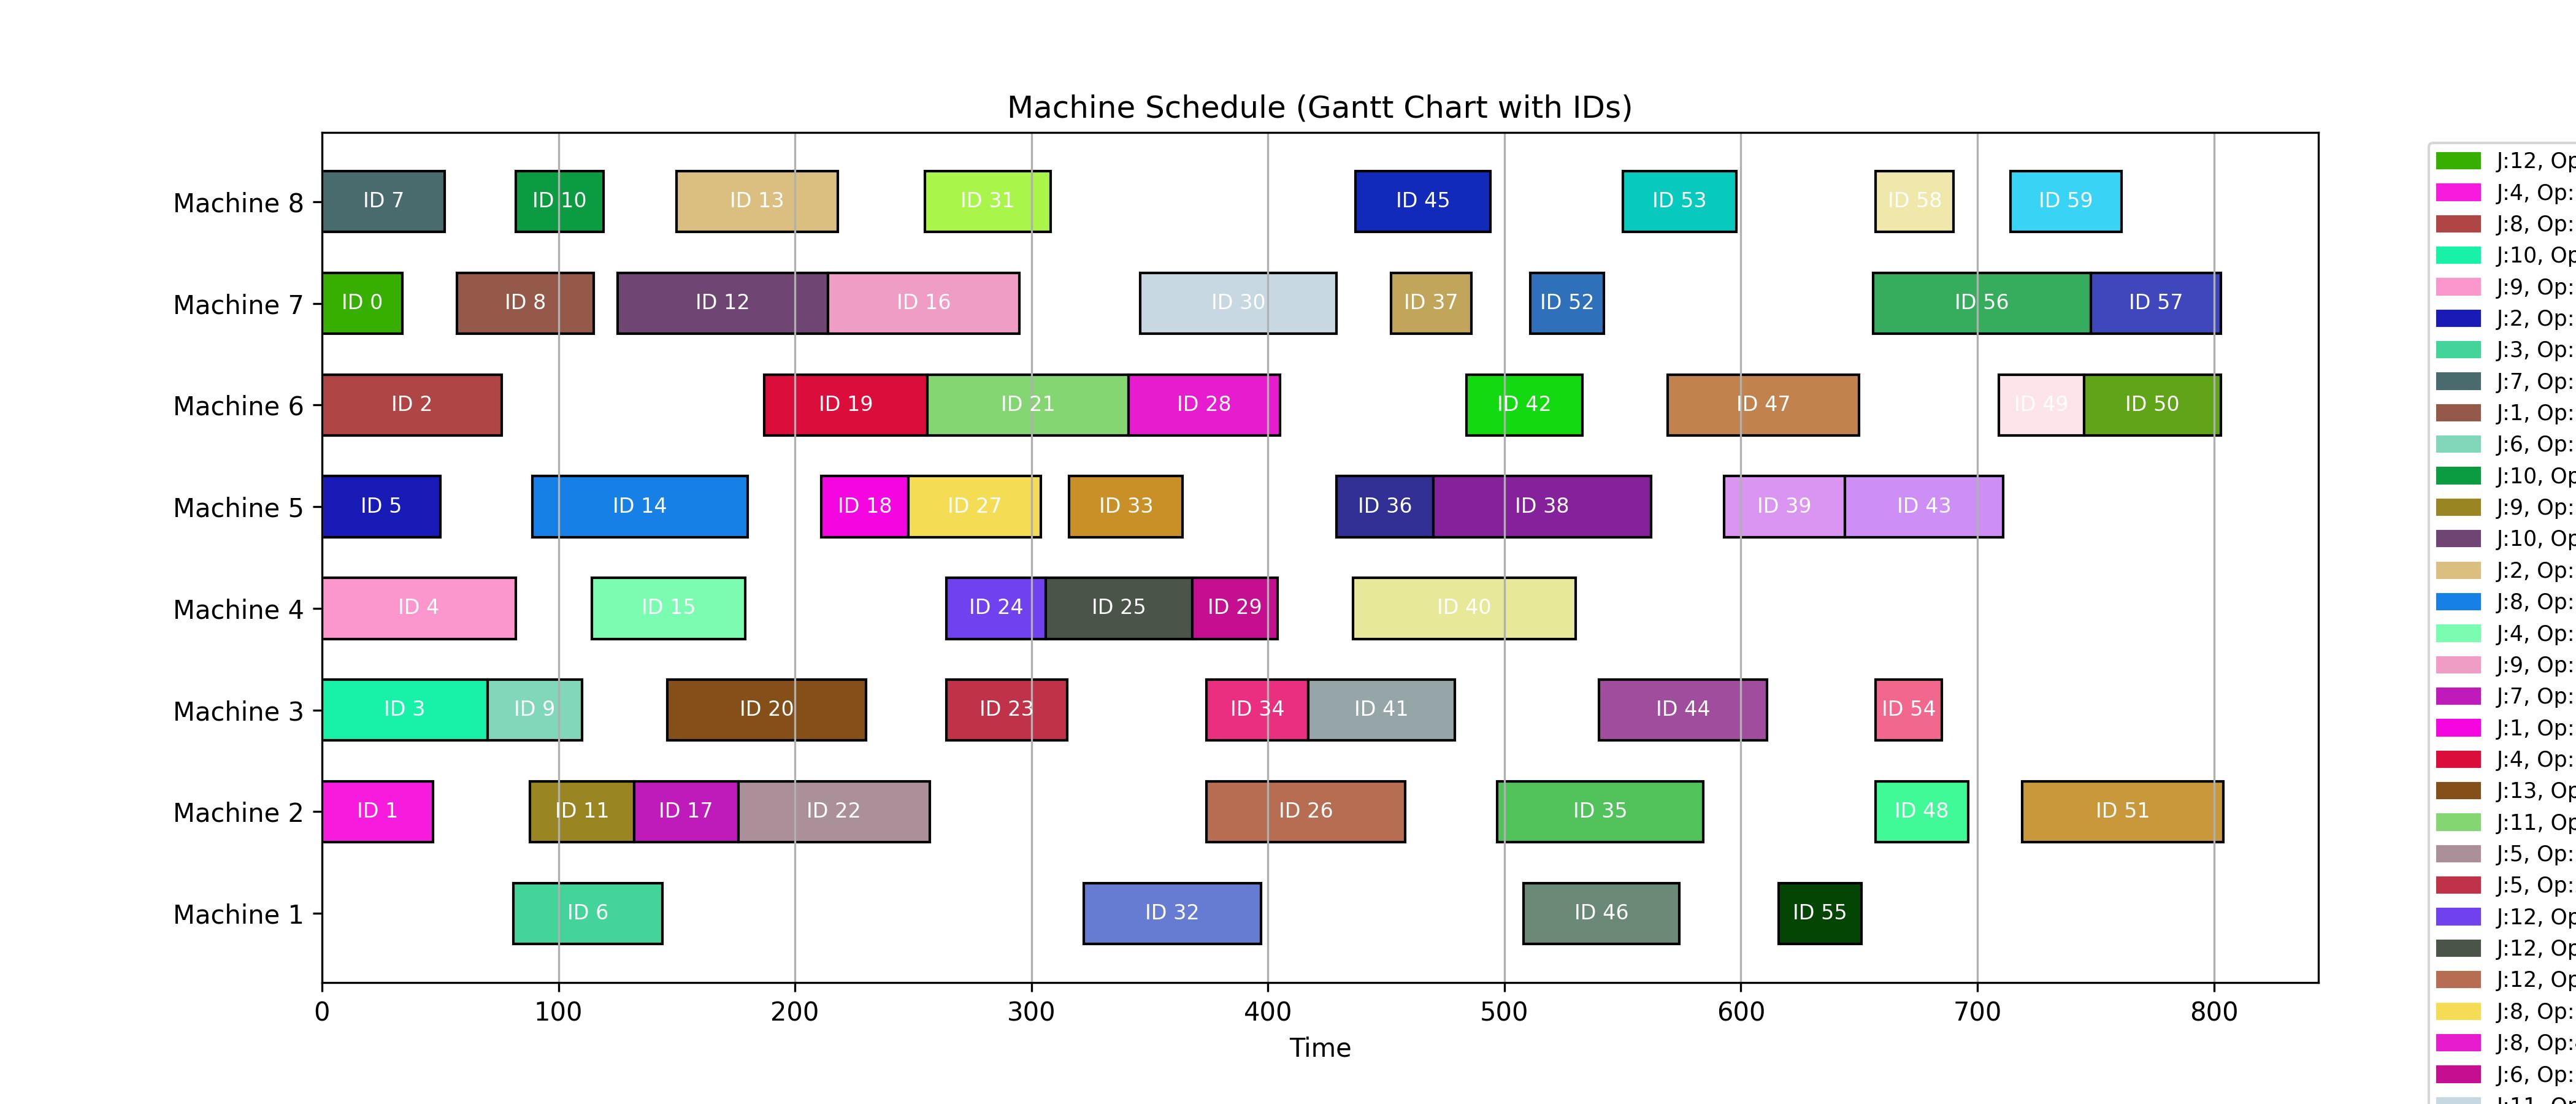 Machine Schedule (Gantt Chart with IDs)
Machine 8
ID 7
ID 10
ID 13
ID 31
ID 45
ID 53
ID 58
ID 59
Machine 7
ID 0
ID 8
ID 12
ID 16
ID 30
ID 37
ID 52
ID 56
ID 57
Machine 6
ID 2
ID 19
ID 21
ID 28
ID 42
ID 47
ID 49
ID 50
Machine 5
ID 5
ID 14
ID 18
ID 27
ID 33
ID 36
ID 38
ID 39
ID 43
Machine 4
ID 4
ID 15
ID 24
ID 25
ID 29
ID 40
Machine 3
ID 3
ID 9
ID 20
ID 23
ID 34
ID 41
ID 44
ID 54
Machine 2
ID 1
ID 11
ID 17
ID 22
ID 26
ID 35
ID 48
ID 51
Machine 1
ID 6
ID 32
ID 46
ID 55
0 100 200 300 400 500 600 700 800
Time
J:12, Op
J:4, Op:
J:8, Op:
J:10, Op
J:9, Op:
J:2, Op:
J:3, Op:
J:7, Op:
J:1, Op:
J:6, Op:
J:10, Op
J:9, Op:
J:10, Op
J:2, Op:
J:8, Op:
J:4, Op:
J:9, Op:
J:7, Op:
J:1, Op:
J:4, Op:
J:13, Op
J:11, Op
J:5, Op:
J:5, Op:
J:12, Op
J:12, Op
J:12, Op
J:8, Op:
J:8, Op:
J:6, Op: